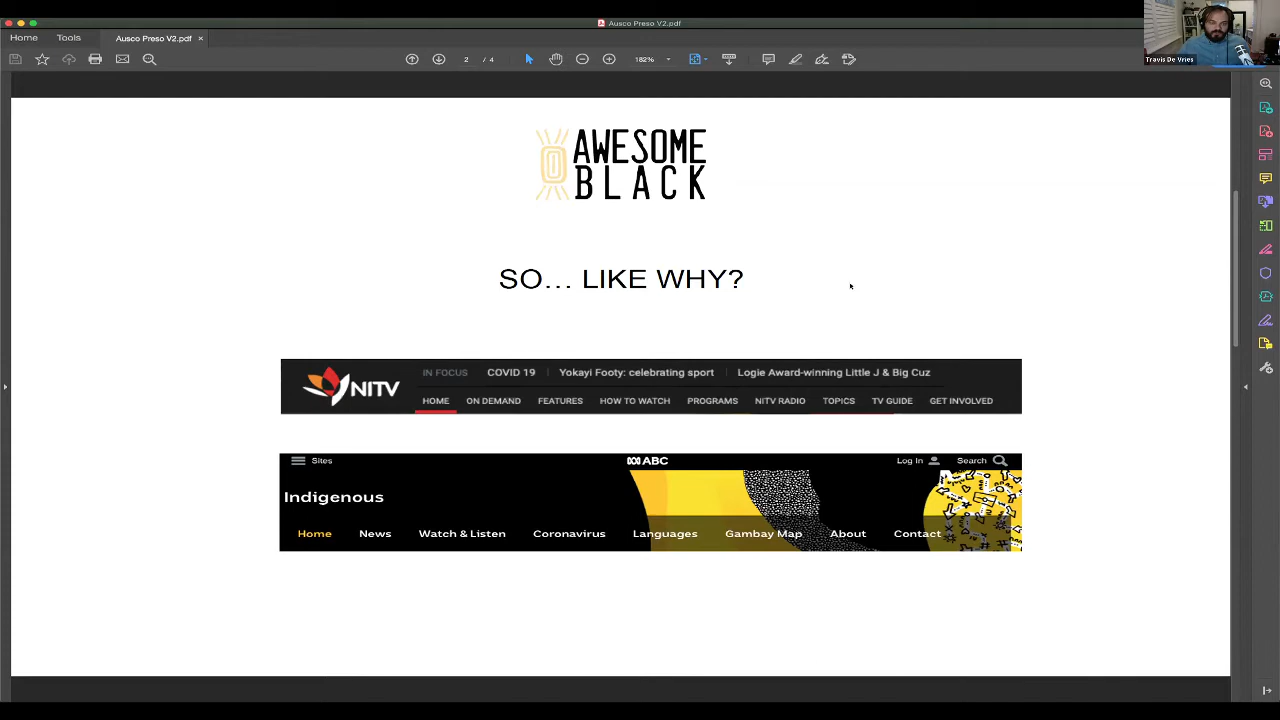 Ausco Preso V2.pdf
Home Tools Ausco Preso V2.pdf ×
2 / 4 182%
Travis De Vries
AWESOME
BLACK
SO... LIKE WHY?
NITV
IN FOCUS COVID 19 | Yokayi Footy: celebrating sport | Logie Award-winning Little J & Big Cuz
HOME ON DEMAND FEATURES HOW TO WATCH PROGRAMS NITV RADIO TOPICS TV GUIDE GET INVOLVED
Sites ABC Log In Search
Indigenous
Home News Watch & Listen Coronavirus Languages Gambay Map About Contact